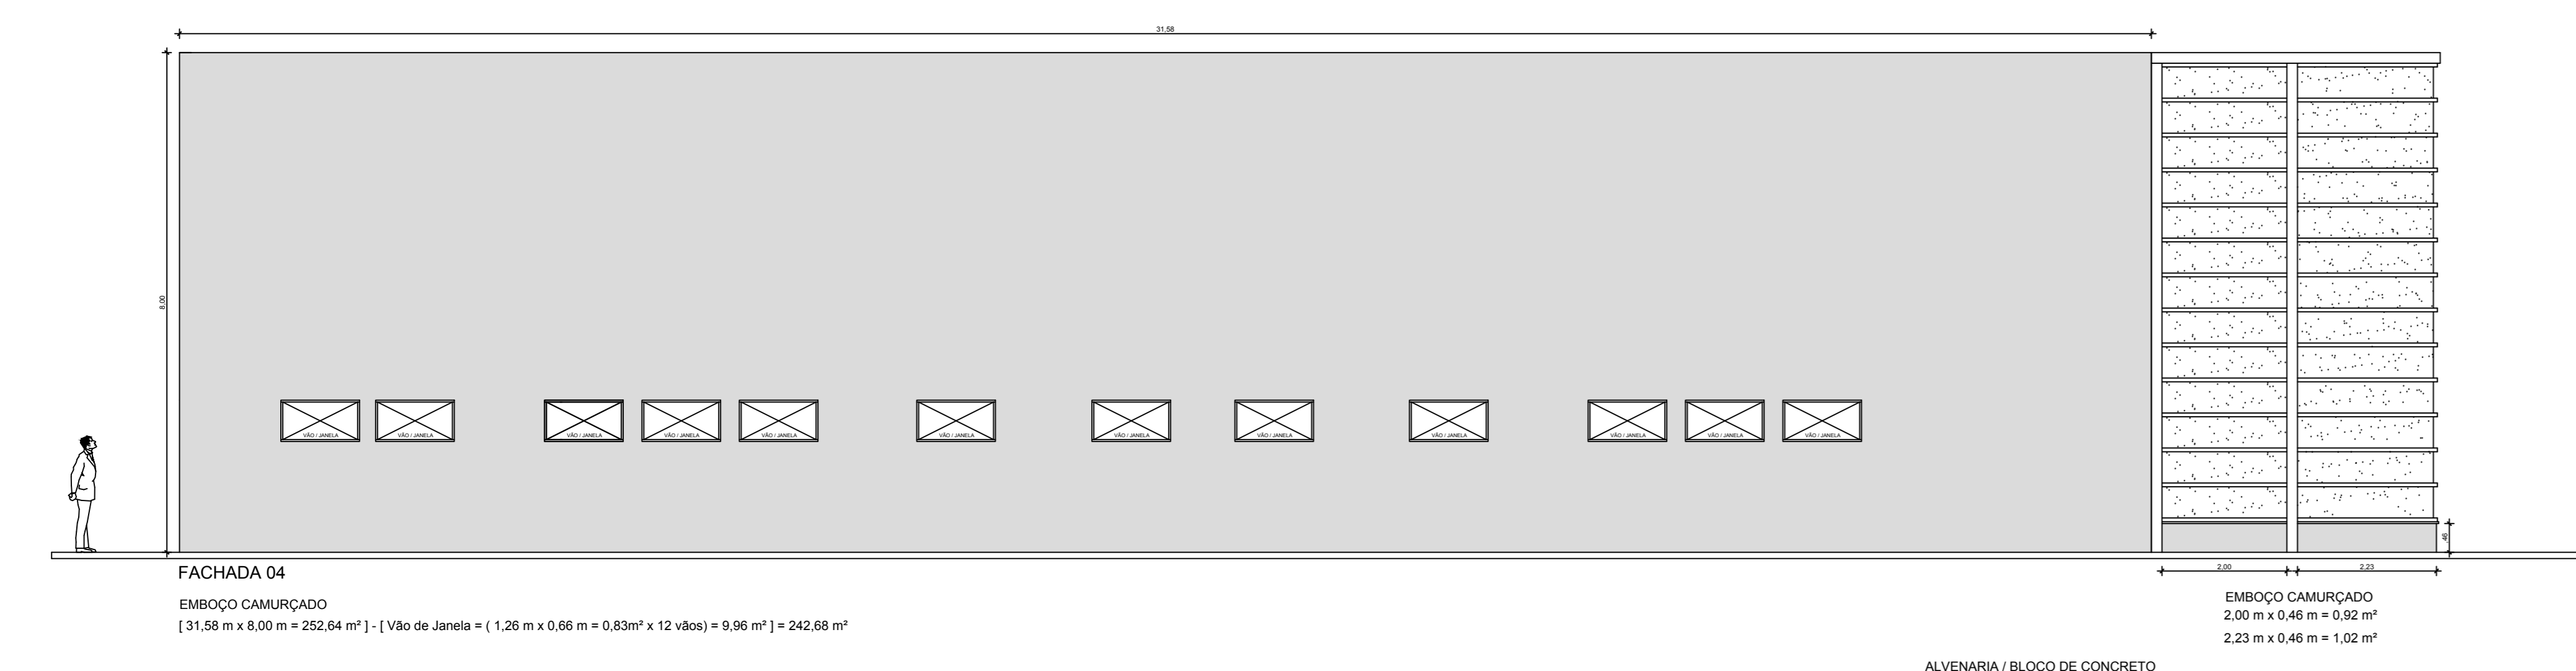 31,58
8.00
VÃO / JANELA
VÃO / JANELA
VÃO / JANELA
VÃO / JANELA
VÃO / JANELA
VÃO / JANELA
VÃO / JANELA
VÃO / JANELA
VÃO / JANELA
VÃO / JANELA
VÃO / JANELA
VÃO / JANELA
.46
2,00
2,23
FACHADA 04
EMBOÇO CAMURÇADO
[ 31,58 m x 8,00 m = 252,64 m² ] - [ Vão de Janela = ( 1,26 m x 0,66 m = 0,83m² x 12 vãos) = 9,96 m² ] = 242,68 m²
EMBOÇO CAMURÇADO
2,00 m x 0,46 m = 0,92 m²
2,23 m x 0,46 m = 1,02 m²
ALVENARIA / BLOCO DE CONCRETO